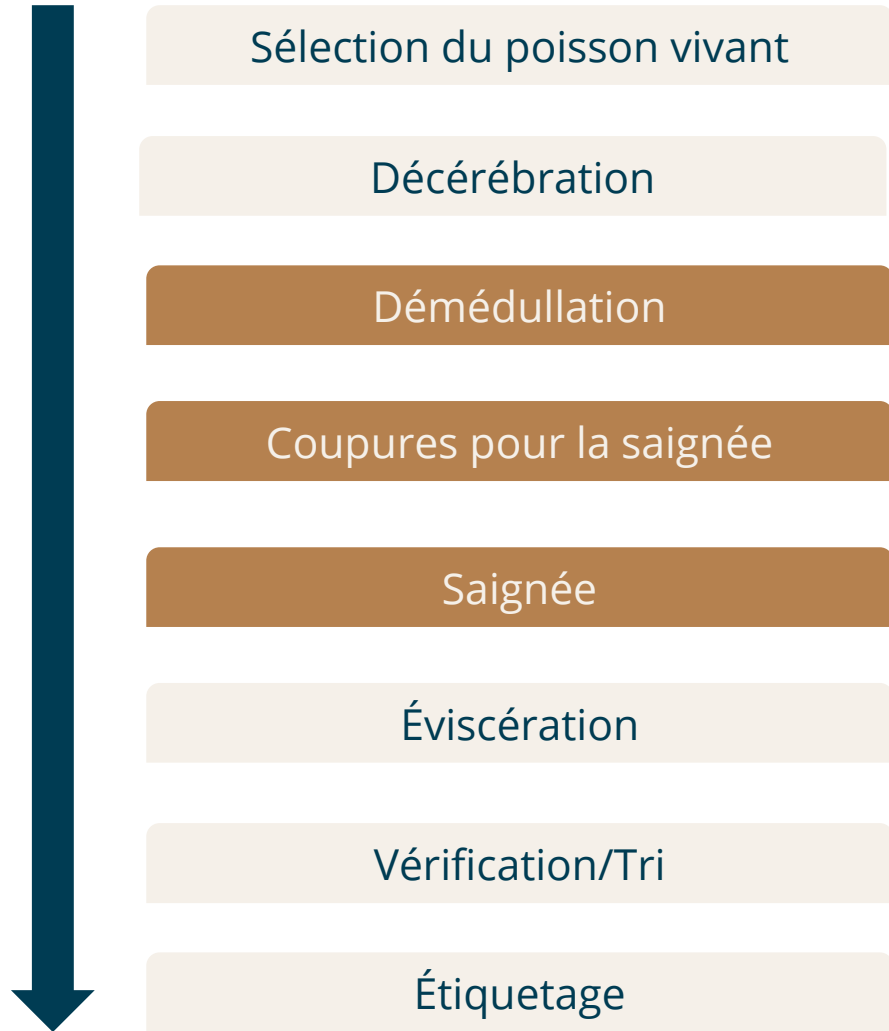 Sélection du poisson vivant
Décérébration
Démédullation
Coupures pour la saignée
Saignée
Éviscération
Vérification/Tri
Étiquetage